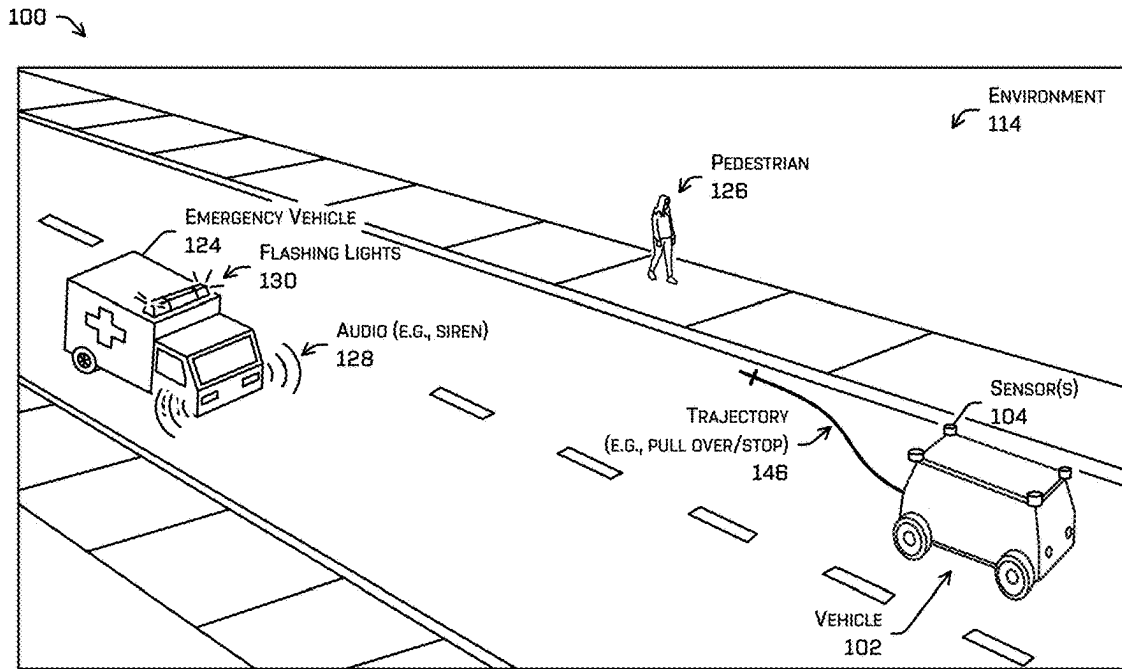 100
ENVIRONMENT
114
PEDESTRIAN
126
EMERGENCY VEHICLE
124
FLASHING LIGHTS
130
AUDIO (E.G., SIREN)
128
SENSOR(S)
104
TRAJECTORY
(E.G., PULL OVER/STOP)
146
VEHICLE
102